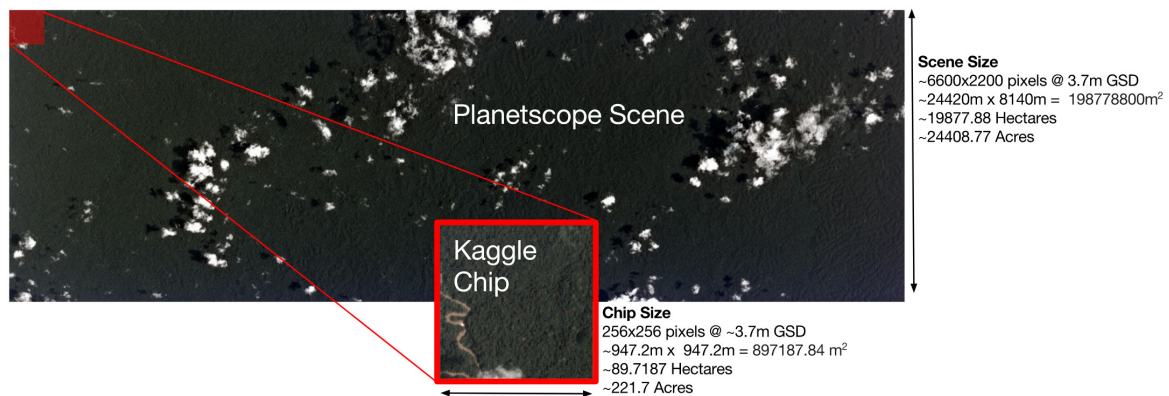 Planetscope Scene
Scene Size
~6600x2200 pixels @ 3.7m GSD
~24420m x 8140m = 198778800m²
~19877.88 Hectares
~24408.77 Acres
Kaggle
Chip
Chip Size
256x256 pixels @ ~3.7m GSD
~947.2m x 947.2m = 897187.84 m²
~89.7187 Hectares
~221.7 Acres